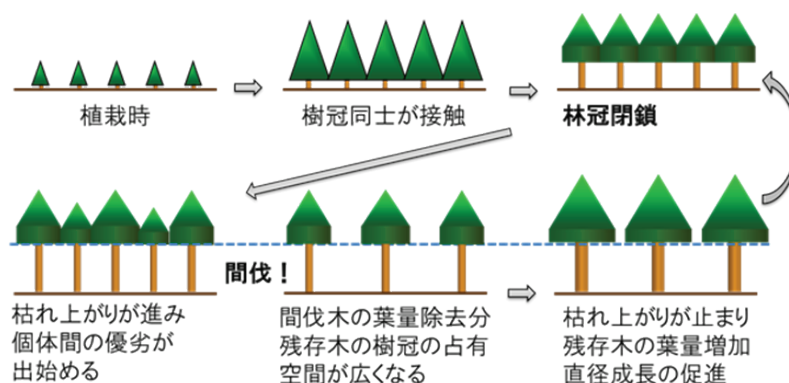 植栽時
樹冠同士が接触
林冠閉鎖
枯れ上がりが進み
個体間の優劣が
出始める
間伐！
間伐木の葉量除去分
残存木の樹冠の占有
空間が広くなる
枯れ上がりが止まり
残存木の葉量増加
直径成長の促進